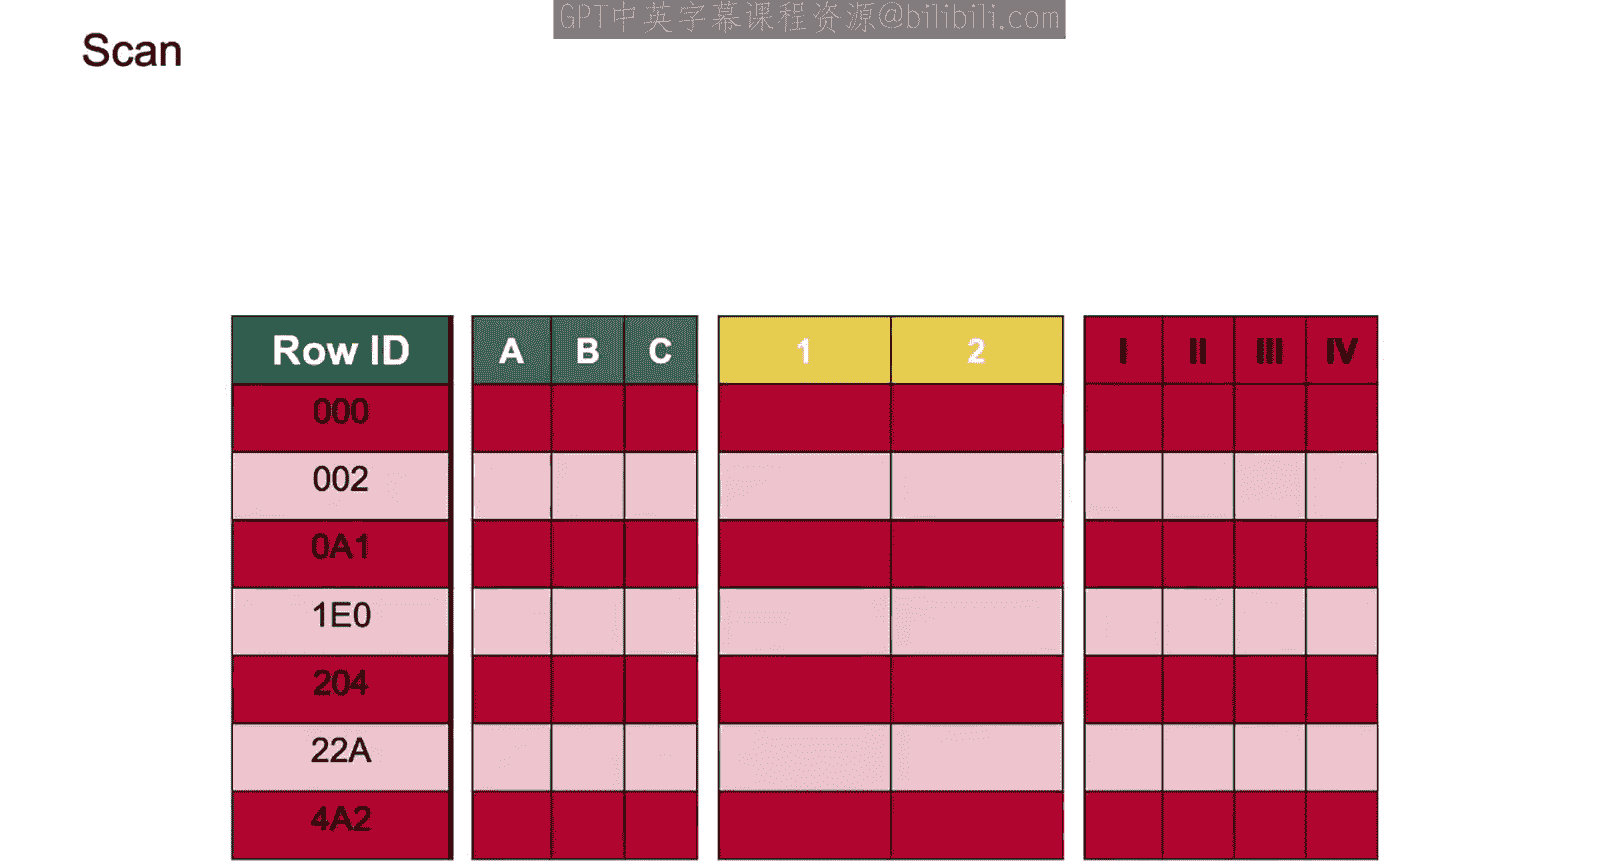 GPT中英字幕课程资源@bilibili.com
Scan
Row ID A B C 1 2 I II III IV
000
002
0A1
1E0
204
22A
4A2